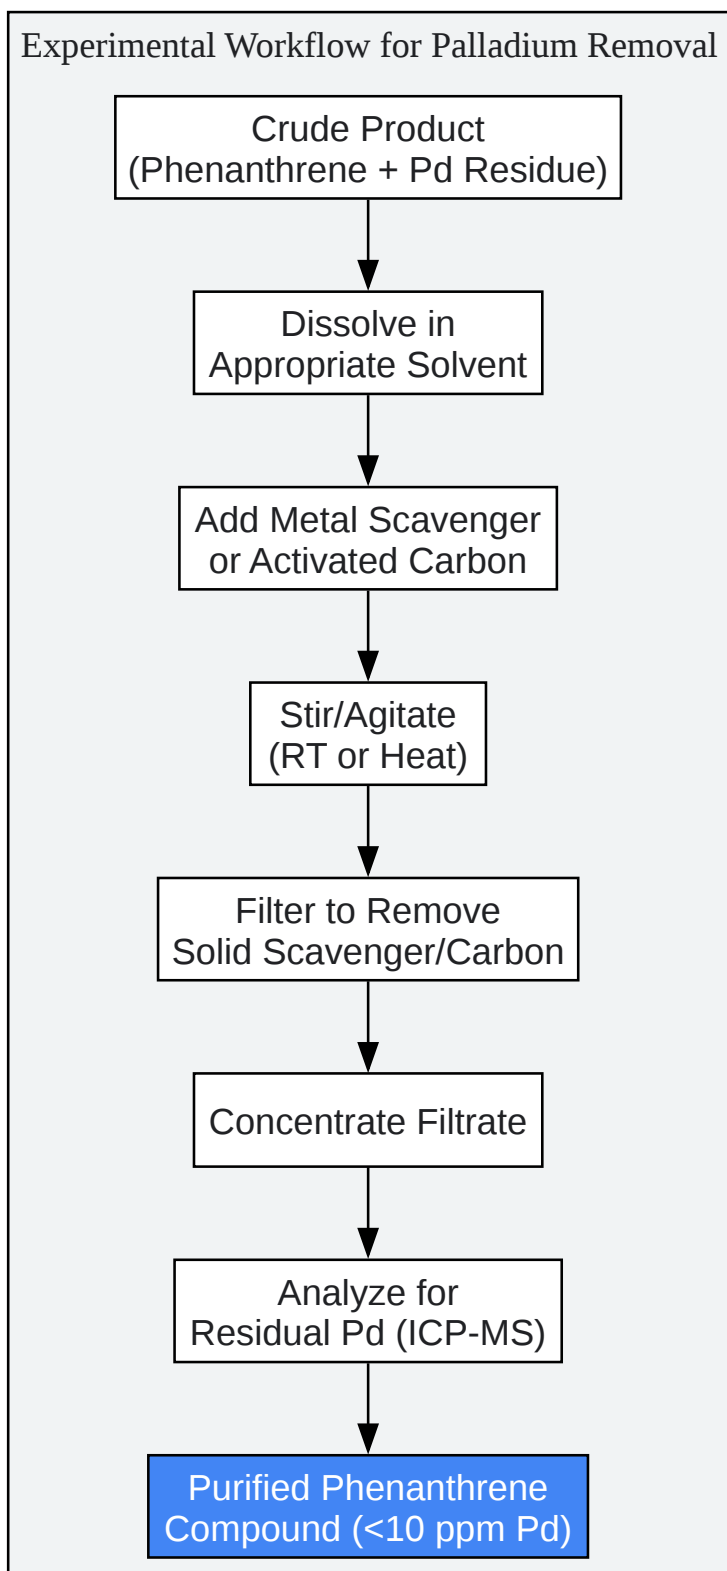 Experimental Workflow for Palladium Removal
Crude Product
(Phenanthrene + Pd Residue)
Dissolve in
Appropriate Solvent
Add Metal Scavenger
or Activated Carbon
Stir/Agitate
(RT or Heat)
Filter to Remove
Solid Scavenger/Carbon
Concentrate Filtrate
Analyze for
Residual Pd (ICP-MS)
Purified Phenanthrene
Compound (<10 ppm Pd)